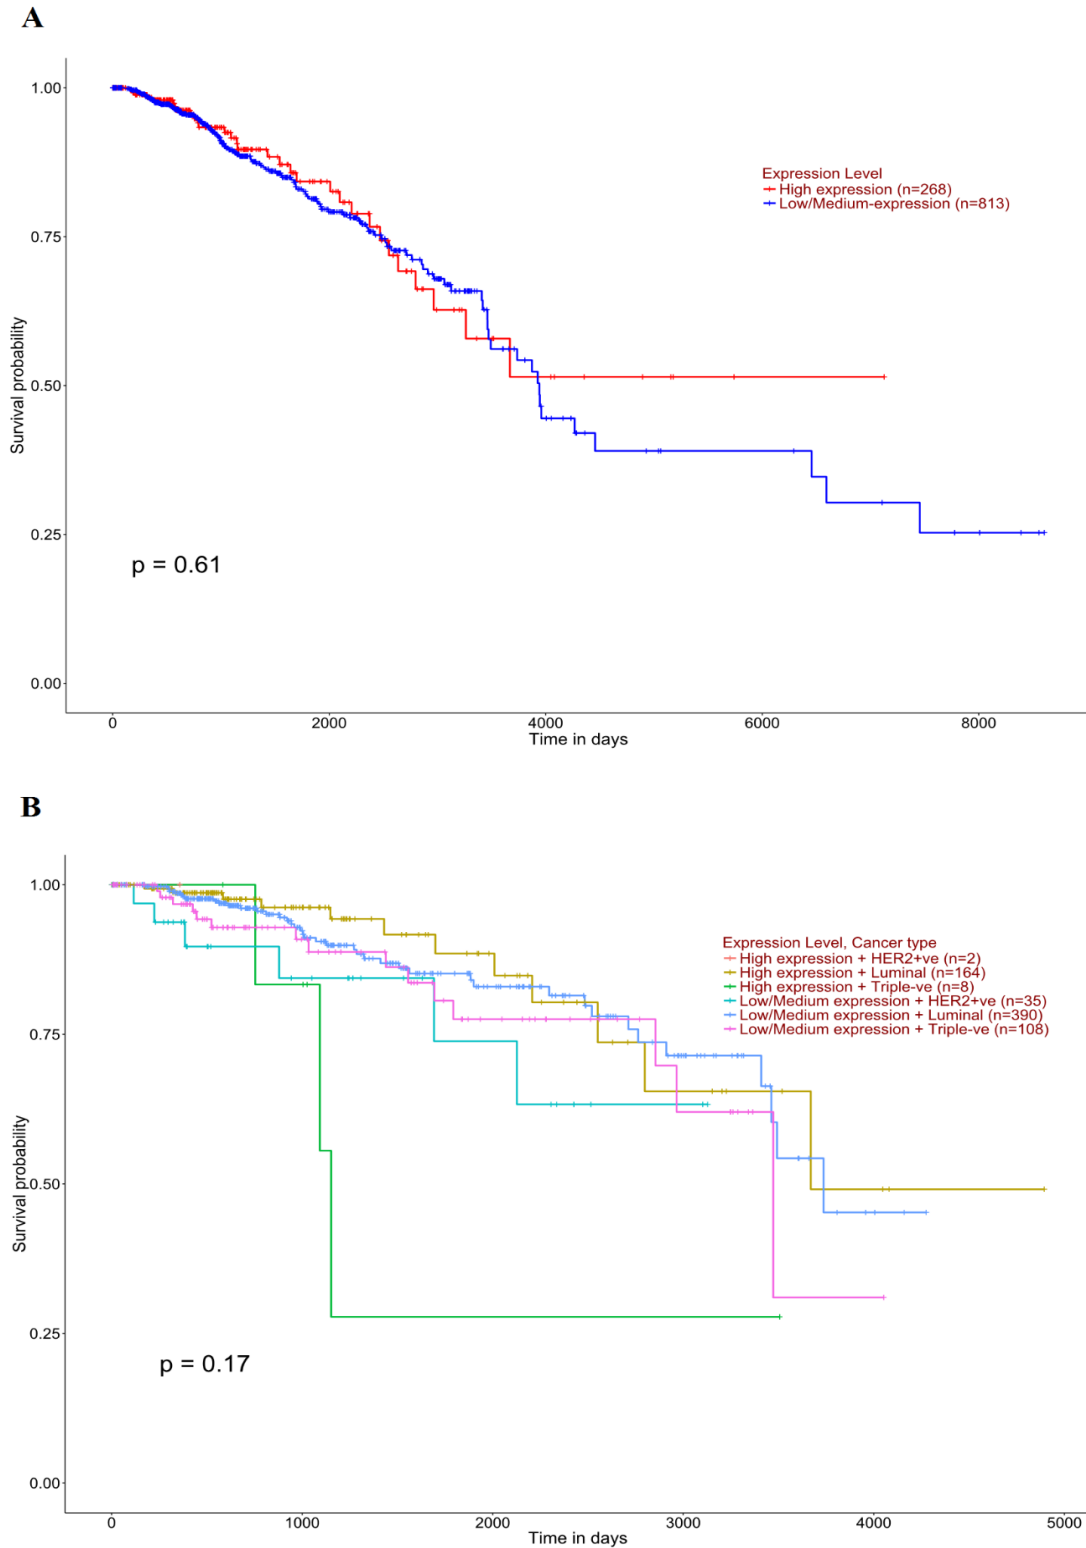 A
1.00
0.75
0.50
0.25
0.00
Survival probability
Expression Level
High expression (n=268)
Low/Medium-expression (n=813)
p = 0.61
0
2000
4000
6000
8000
Time in days
B
1.00
0.75
0.50
0.25
0.00
Survival probability
Expression Level, Cancer type
High expression + HER2+ve (n=2)
High expression + Luminal (n=164)
High expression + Triple-ve (n=8)
Low/Medium expression + HER2+ve (n=35)
Low/Medium expression + Luminal (n=390)
Low/Medium expression + Triple-ve (n=108)
p = 0.17
0
1000
2000
3000
4000
5000
Time in days